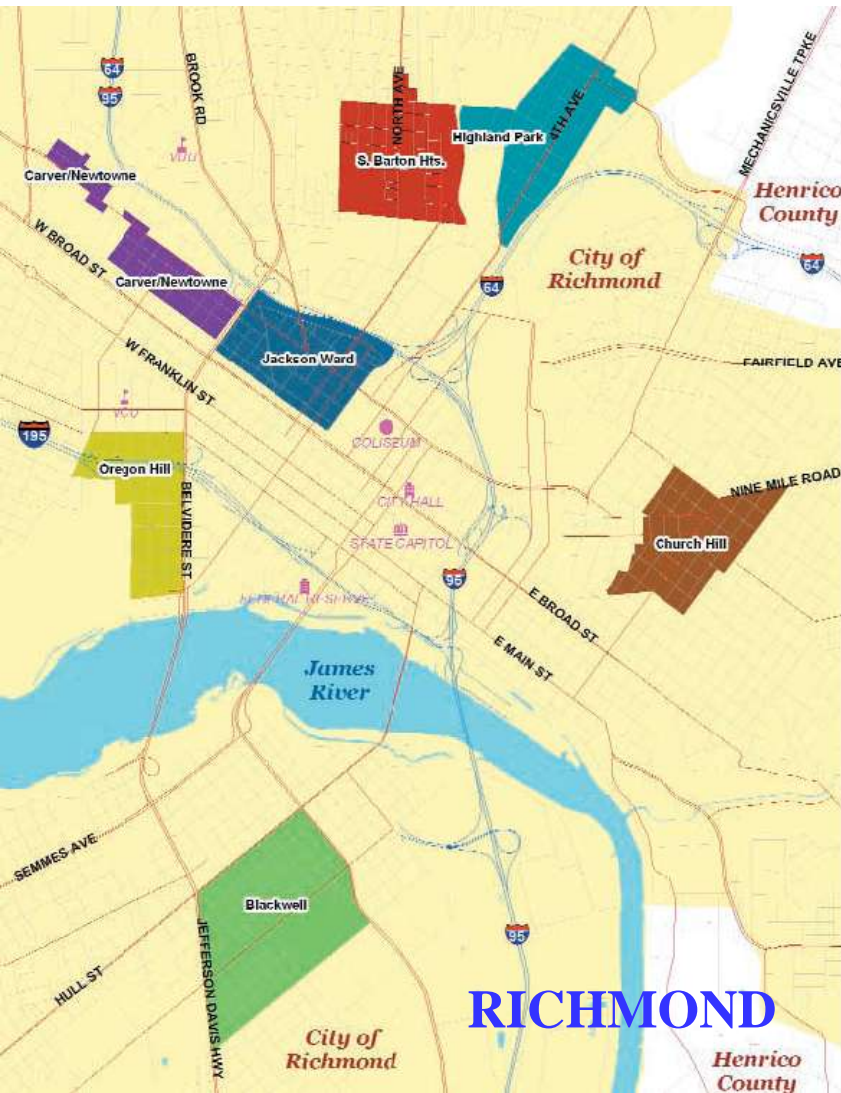 64
95
BROOK RD
NORTH AVE
4TH AVE
MECHANICSVILLE TPKE
VUU
Highland Park
S. Barton Hts.
Carver/Newtowne
Henrico
County
W BROAD ST
City of
Richmond
64
64
Carver/Newtowne
Jackson Ward
W FRANKLIN ST
FAIRFIELD AVE
VCU
195
COLISEUM
Oregon Hill
BELVIDERE ST
NINE MILE ROAD
CITY HALL
STATE CAPITOL
Church Hill
95
FEDERAL RESERVE
E BROAD ST
E MAIN ST
James
River
SEMMES AVE
Blackwell
JEFFERSON DAVIS HWY
95
HULL ST
RICHMOND
City of
Richmond
Henrico
County